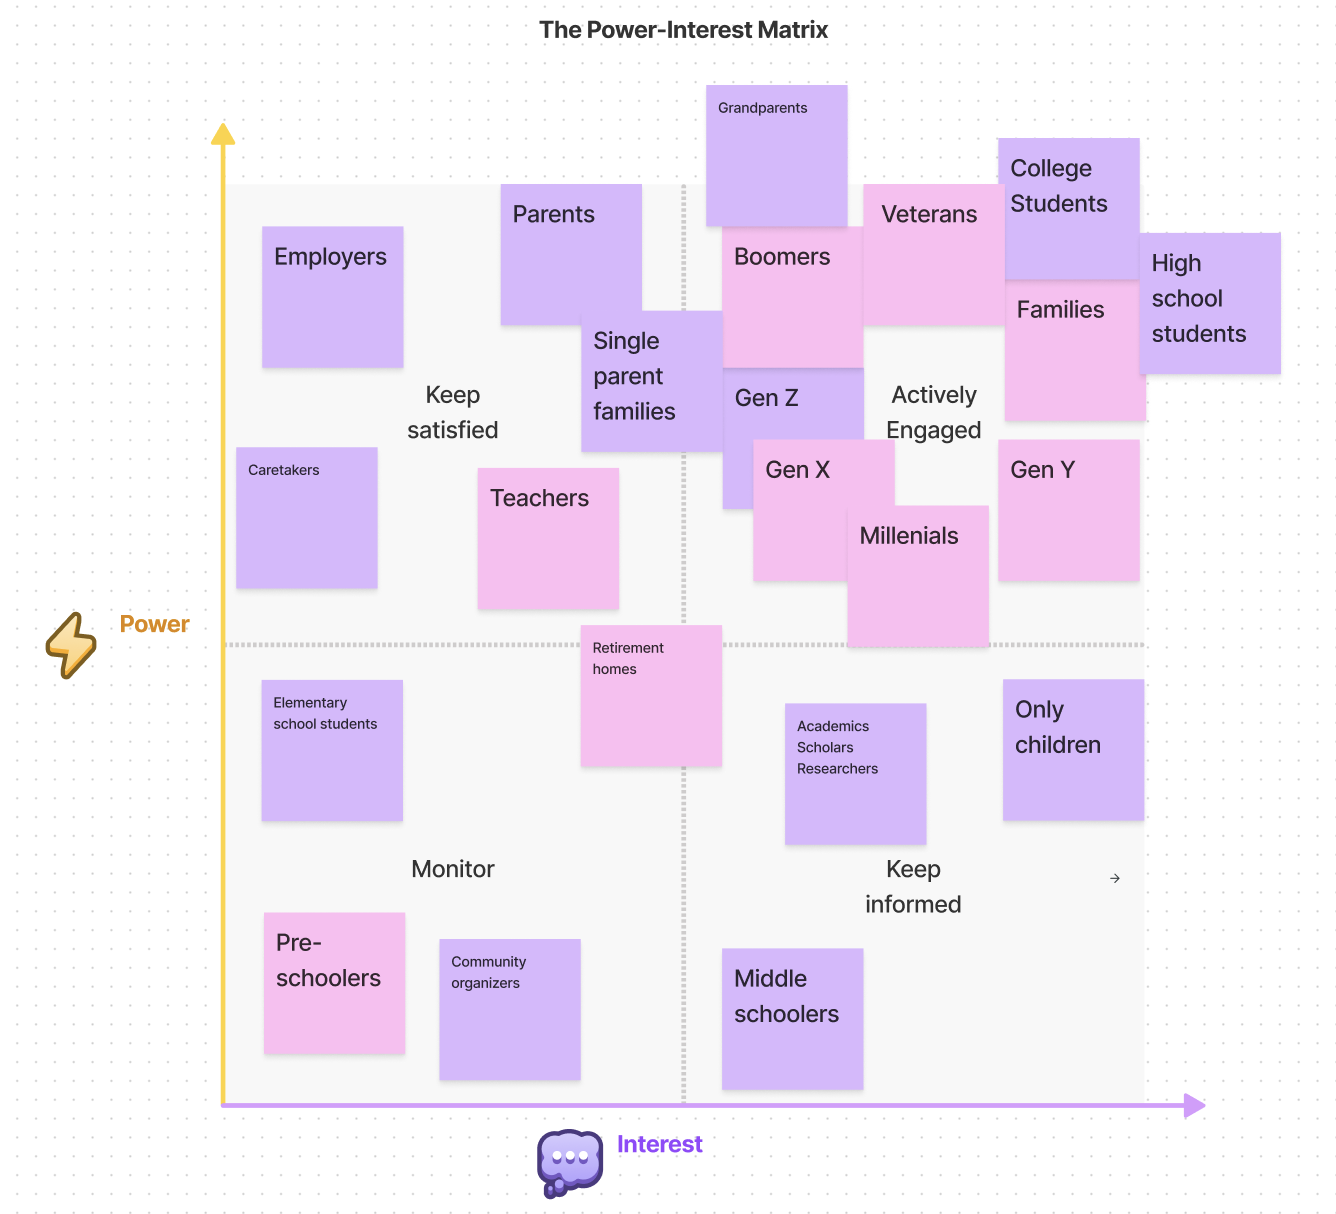 The Power-Interest Matrix
Grandparents
College
Students
Parents
Veterans
Employers
Boomers
High
school
students
Families
Single
parent
families
Keep
satisfied
Gen Z
Actively
Engaged
Caretakers
Teachers
Gen X
Gen Y
Millenials
Power
Retirement
homes
Elementary
school students
Academics
Scholars
Researchers
Only
children
Monitor
Keep
informed
Pre-
schoolers
Community
organizers
Middle
schoolers
Interest